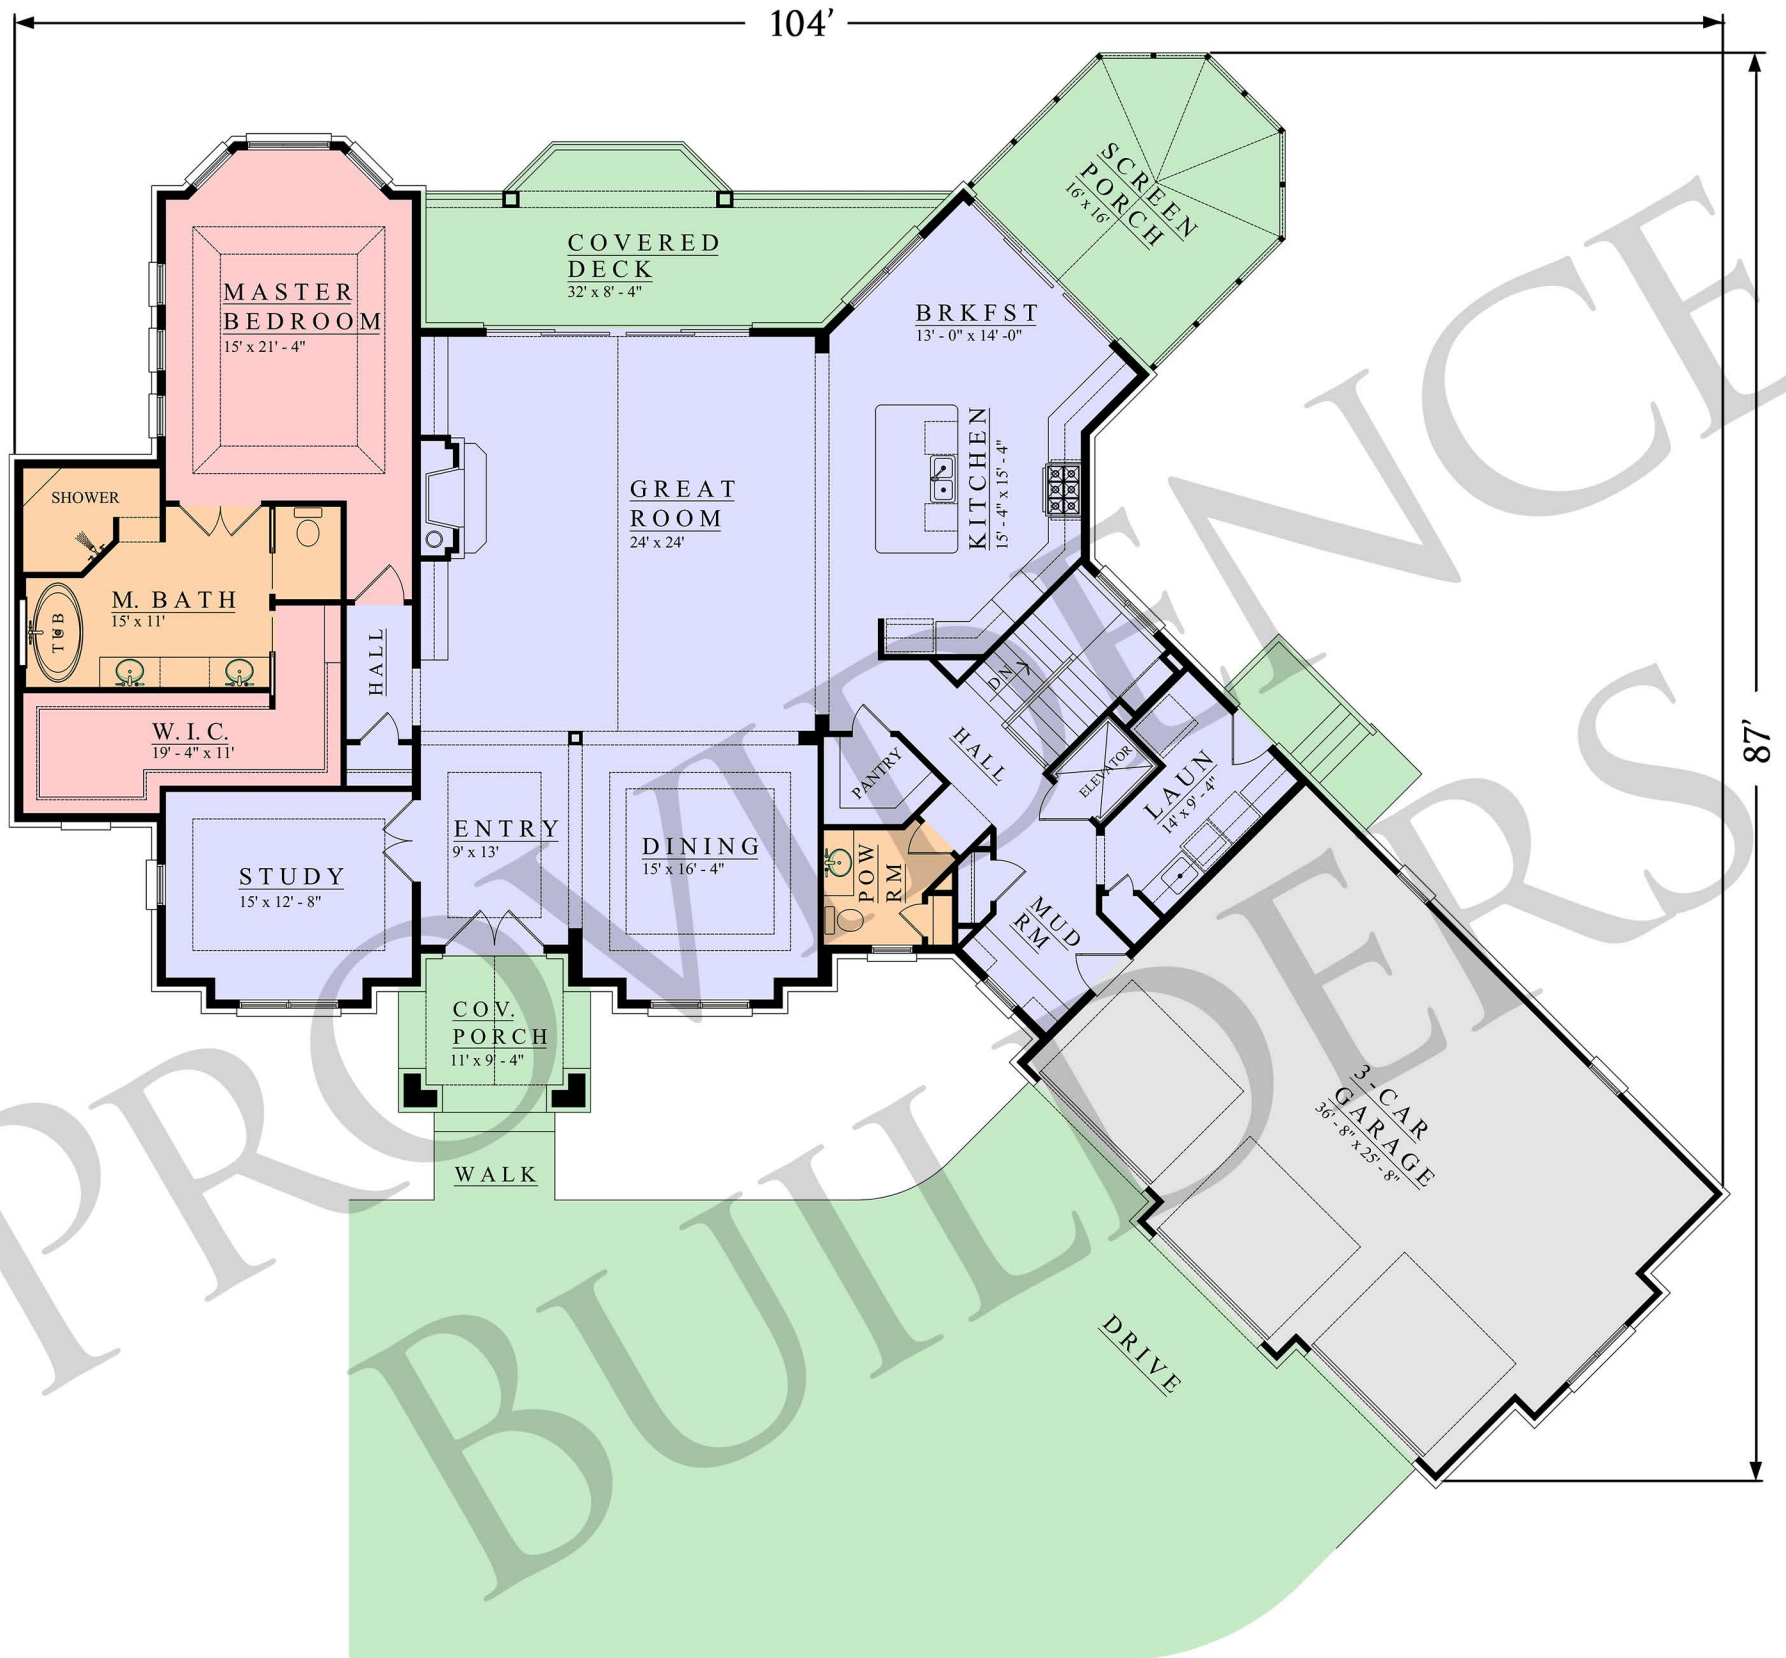 104'
87'
SCREEN
PORCH
16' x 16'
COVERED
DECK
32' x 8' - 4"
MASTER
BEDROOM
15' x 21' - 4"
BRKFST
13' - 0" x 14' -0"
KITCHEN
15' - 4" x 15' - 4"
GREAT
ROOM
24' x 24'
SHOWER
M. BATH
15' x 11'
TUB
HALL
W. I. C.
19' - 4" x 11'
DN
HALL
ELEVATOR
LAUN
14' x 9' - 4"
PANTRY
ENTRY
9' x 13'
DINING
15' x 16' - 4"
STUDY
15' x 12' - 8"
POW
RM
MUD
RM
COV.
PORCH
11' x 9' - 4"
3-CAR
GARAGE
36' - 8" x 25' - 8"
WALK
DRIVE
PROVIDENCE
BUILDERS